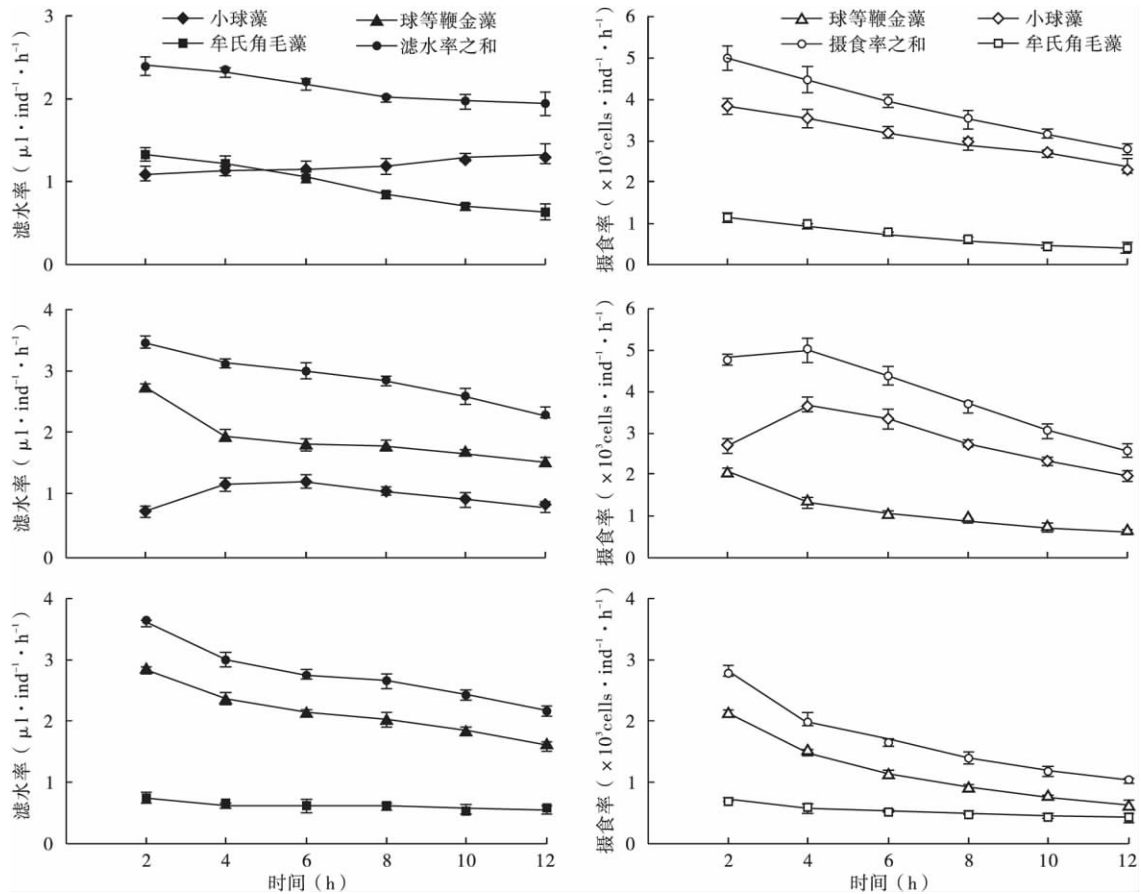 小球藻
球等鞭金藻
牟氏角毛藻
滤水率之和
3
2
1
0
滤水率（μl·ind⁻¹·h⁻¹）
球等鞭金藻
小球藻
摄食率之和
牟氏角毛藻
6
5
4
3
2
1
0
摄食率（×10³cells·ind⁻¹·h⁻¹）
4
3
2
1
0
滤水率（μl·ind⁻¹·h⁻¹）
6
5
4
3
2
1
0
摄食率（×10³cells·ind⁻¹·h⁻¹）
4
3
2
1
0
滤水率（μl·ind⁻¹·h⁻¹）
2 4 6 8 10 12
时间（h）
4
3
2
1
0
摄食率（×10³cells·ind⁻¹·h⁻¹）
2 4 6 8 10 12
时间（h）